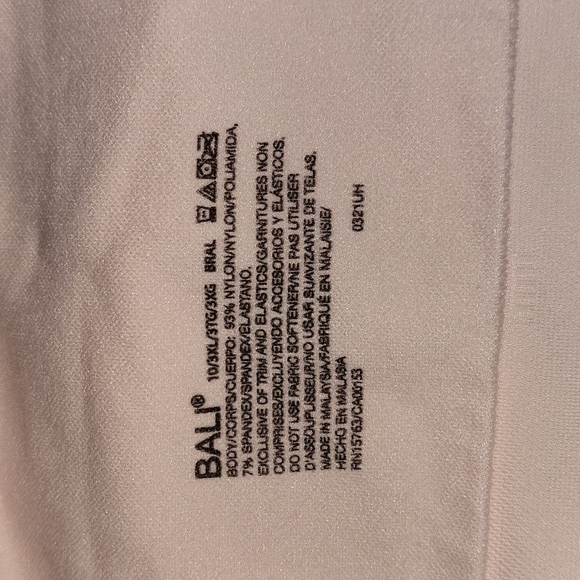 BALI® 10/3XL/3TG/3XG BRAL
BODY/CORPS/CUERPO: 93% NYLON/NYLON/POLIAMIDA,
7% SPANDEX/SPANDEX/ELASTANO.
EXCLUSIVE OF TRIM AND ELASTICS/GARNITURES NON
COMPRISES/EXCLUYENDO ACCESORIOS Y ELÁSTICOS.
DO NOT USE FABRIC SOFTENER/NE PAS UTILISER
D'ASSOUPLISSEUR/NO USAR SUAVIZANTE DE TELAS.
MADE IN MALAYSIA/FABRIQUÉ EN MALAISIE/
HECHO EN MALASIA
RN15763/CA00153 0321UH